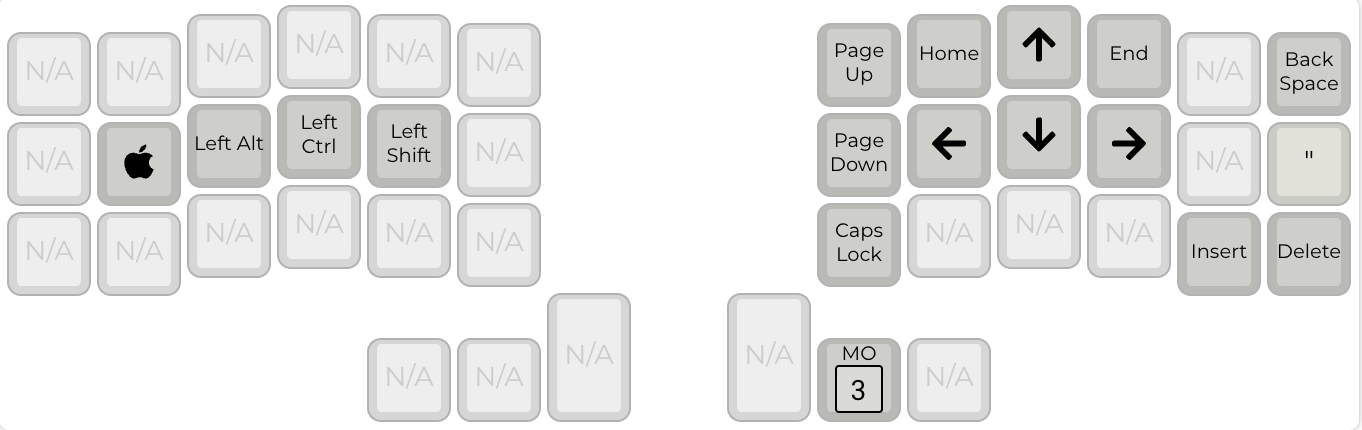 N/A N/A N/A N/A N/A N/A Page Up Home ↑ End N/A Back Space
N/A Left Alt Left Ctrl Left Shift N/A Page Down ← ↓ → N/A "
N/A N/A N/A N/A N/A N/A Caps Lock N/A N/A N/A Insert Delete
N/A N/A N/A N/A MO 3 N/A